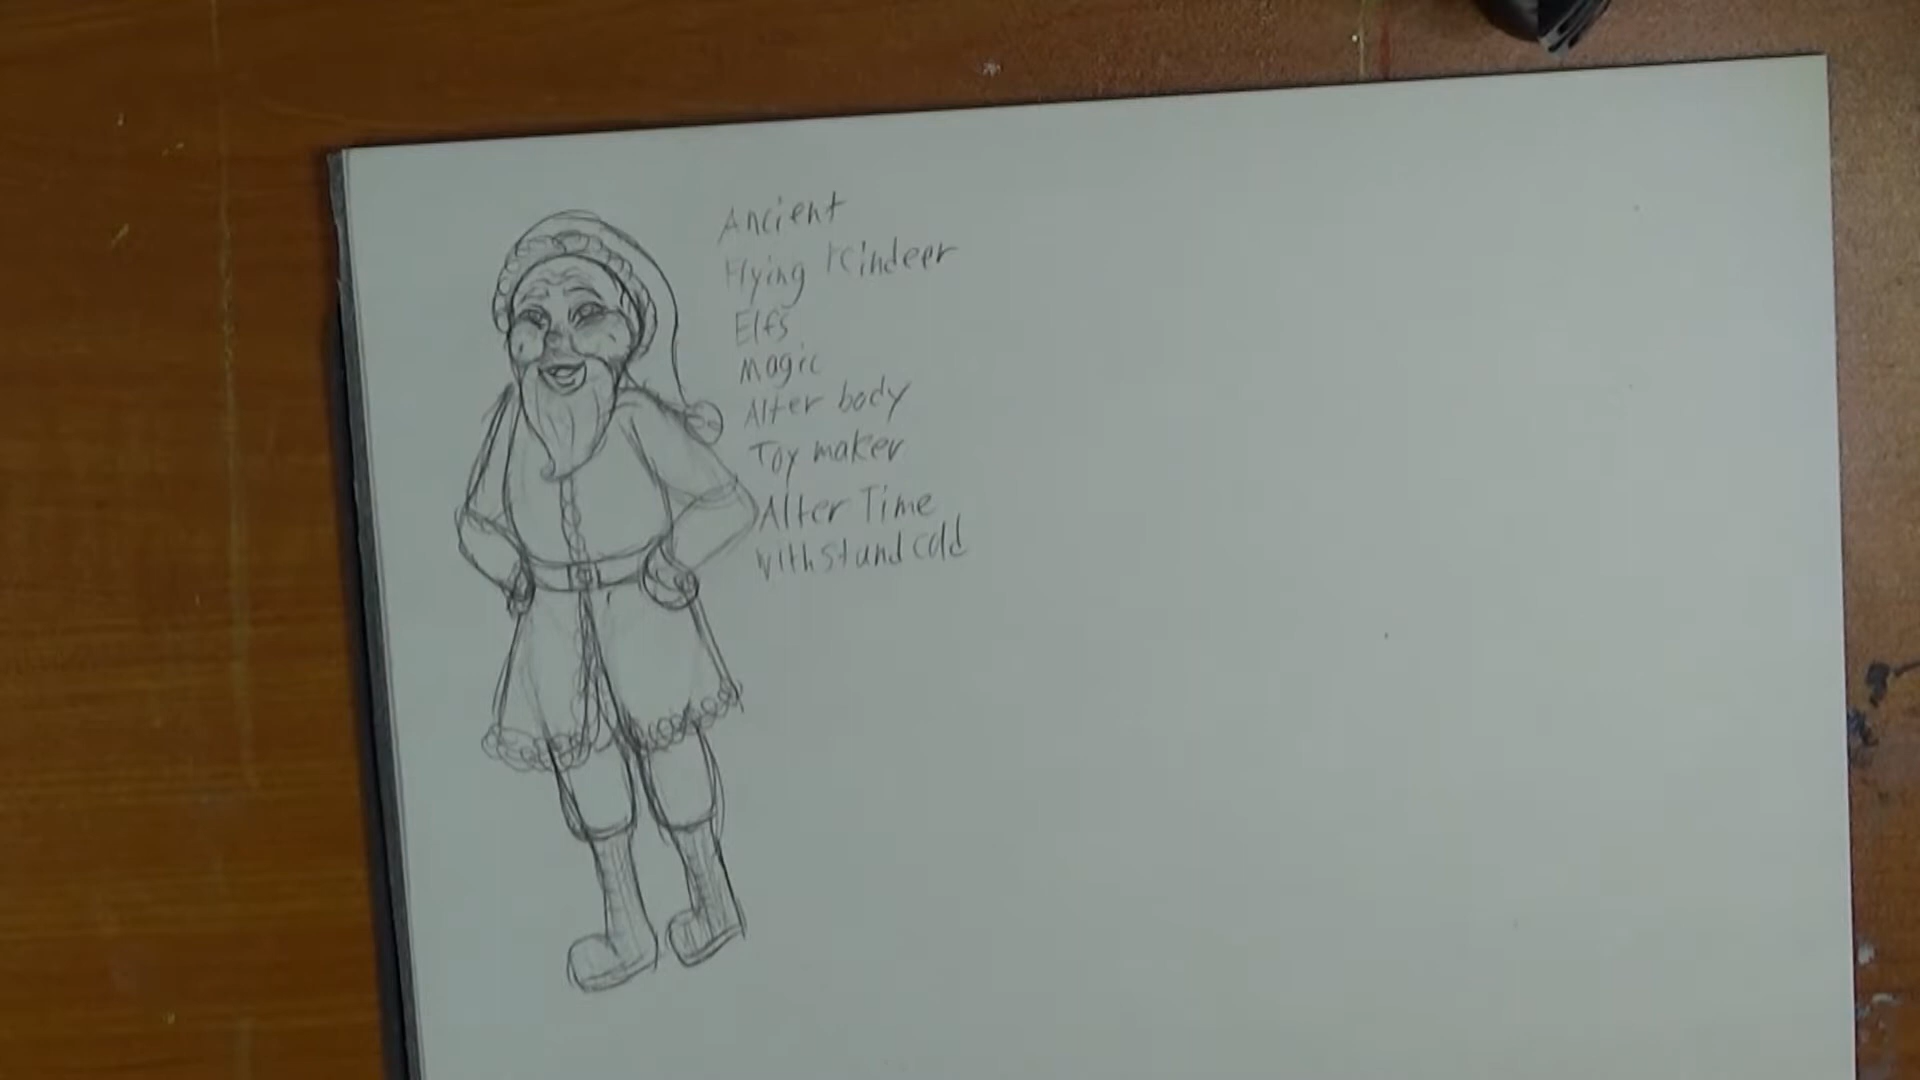 Ancient
Flying reindeer
Elfs
Magic
Alter body
Toy maker
Alter Time
Withstand cold